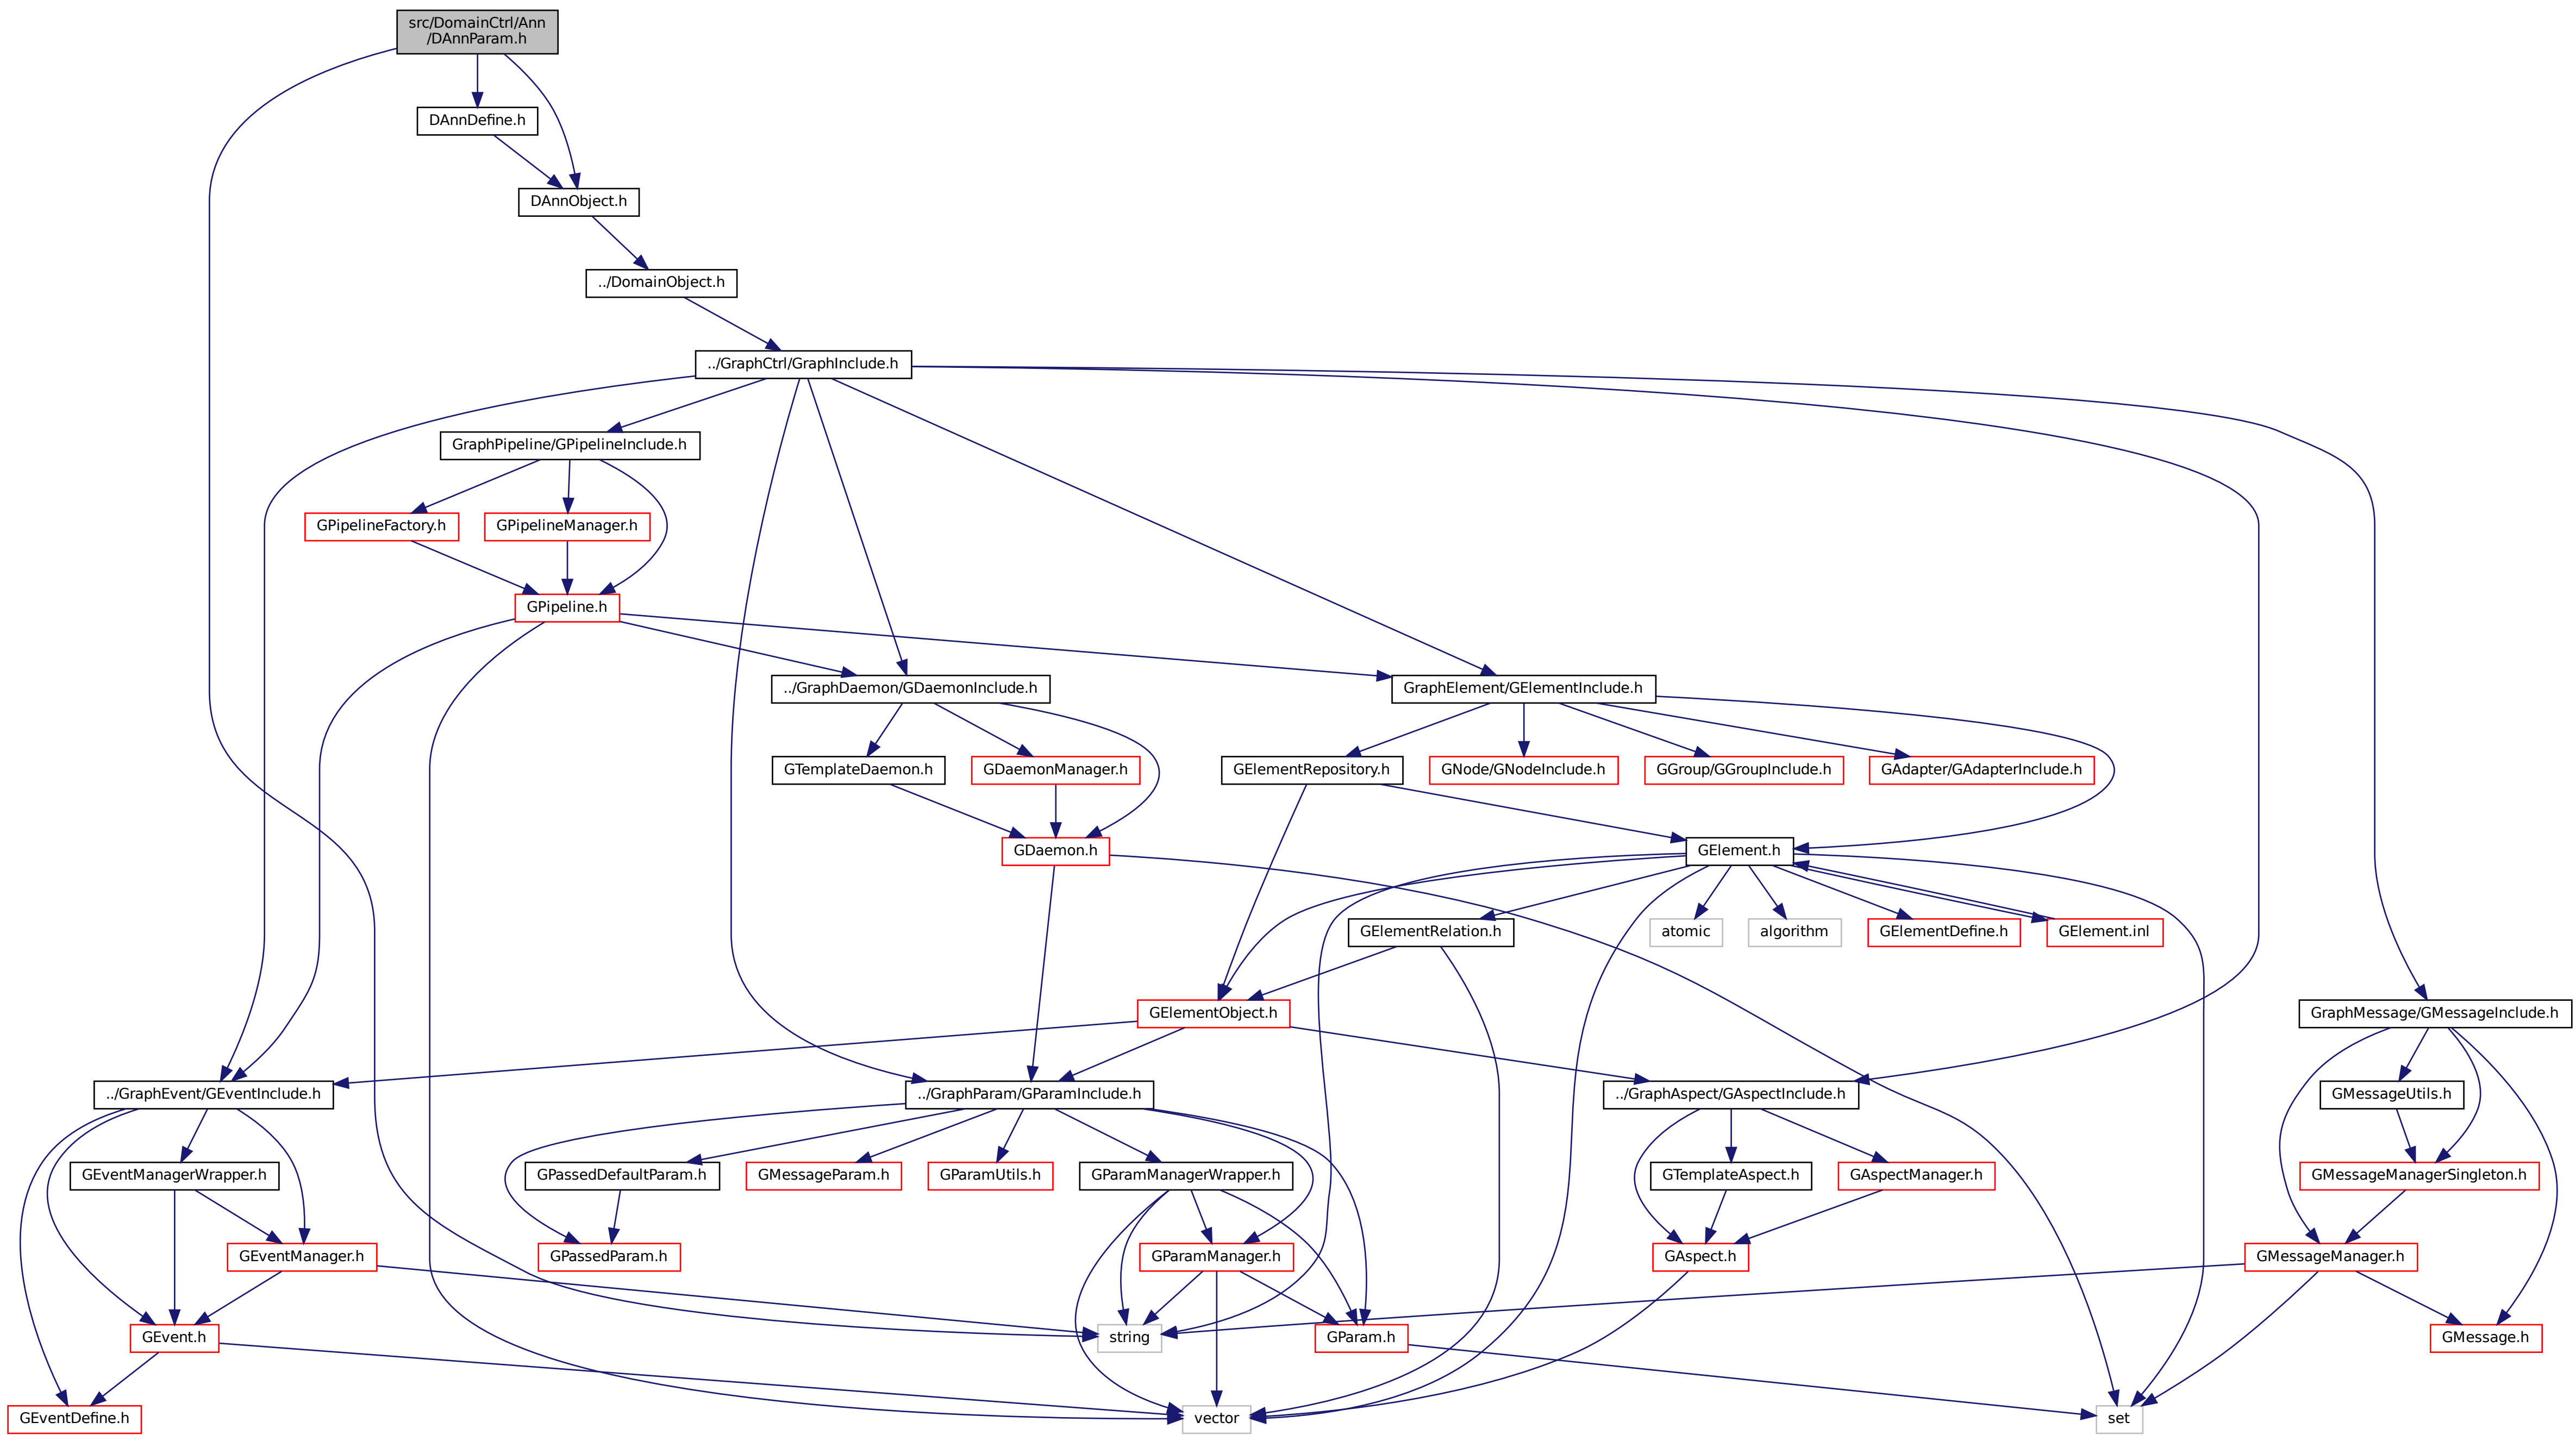 src/DomainCtrl/Ann
/DAnnParam.h
DAnnDefine.h
DAnnObject.h
../DomainObject.h
../GraphCtrl/GraphInclude.h
GraphPipeline/GPipelineInclude.h
GPipelineFactory.h
GPipelineManager.h
GPipeline.h
../GraphDaemon/GDaemonInclude.h
GraphElement/GElementInclude.h
GTemplateDaemon.h
GDaemonManager.h
GElementRepository.h
GNode/GNodeInclude.h
GGroup/GGroupInclude.h
GAdapter/GAdapterInclude.h
GDaemon.h
GElement.h
GElementRelation.h
atomic
algorithm
GElementDefine.h
GElement.inl
GElementObject.h
GraphMessage/GMessageInclude.h
../GraphEvent/GEventInclude.h
../GraphParam/GParamInclude.h
../GraphAspect/GAspectInclude.h
GMessageUtils.h
GEventManagerWrapper.h
GPassedDefaultParam.h
GMessageParam.h
GParamUtils.h
GParamManagerWrapper.h
GTemplateAspect.h
GAspectManager.h
GMessageManagerSingleton.h
GEventManager.h
GPassedParam.h
GParamManager.h
GAspect.h
GMessageManager.h
GEvent.h
string
GParam.h
GMessage.h
GEventDefine.h
vector
set